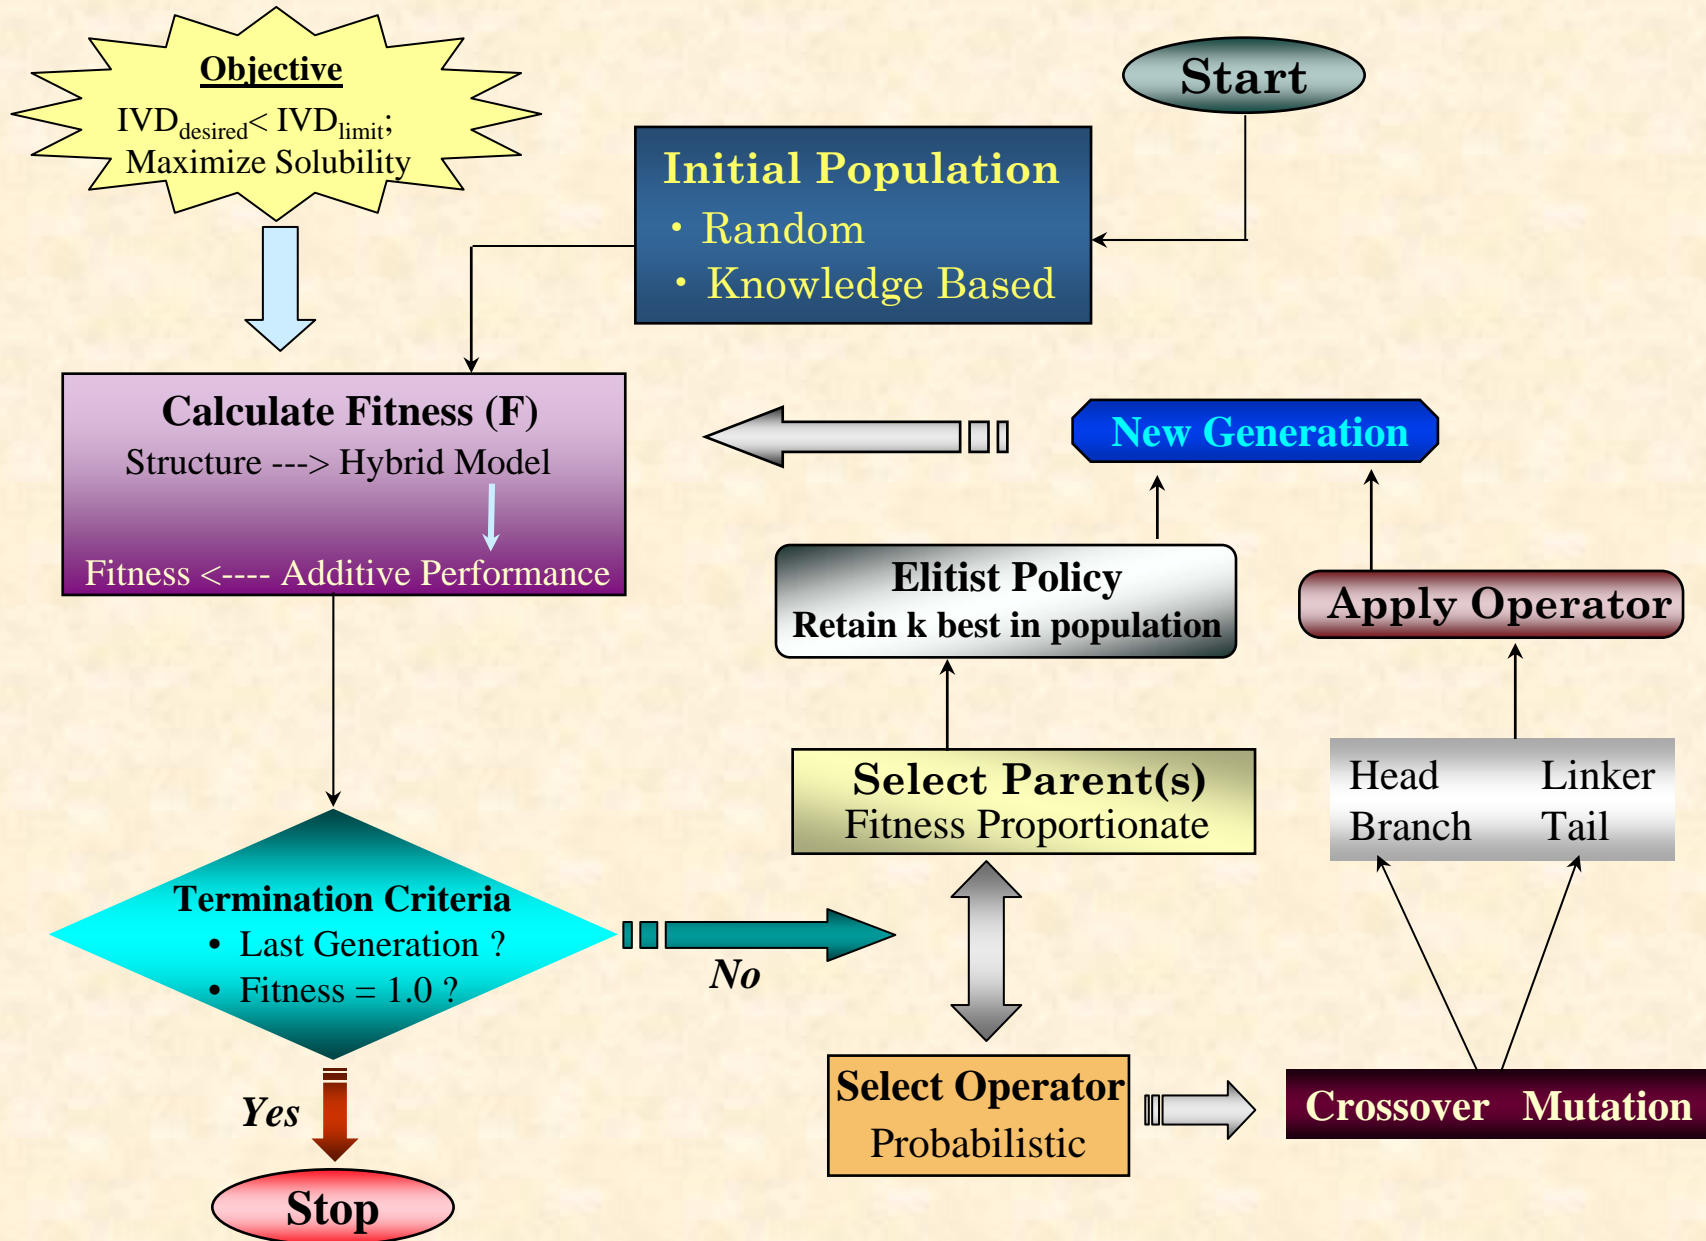 Objective
IVD_desired< IVD_limit;
Maximize Solubility
Start
Initial Population
• Random
• Knowledge Based
Calculate Fitness (F)
Structure ---> Hybrid Model
Fitness <---- Additive Performance
New Generation
Elitist Policy
Retain k best in population
Apply Operator
Select Parent(s)
Fitness Proportionate
Head Linker
Branch Tail
Termination Criteria
• Last Generation ?
• Fitness = 1.0 ?
No
Yes
Select Operator
Probabilistic
Crossover Mutation
Stop